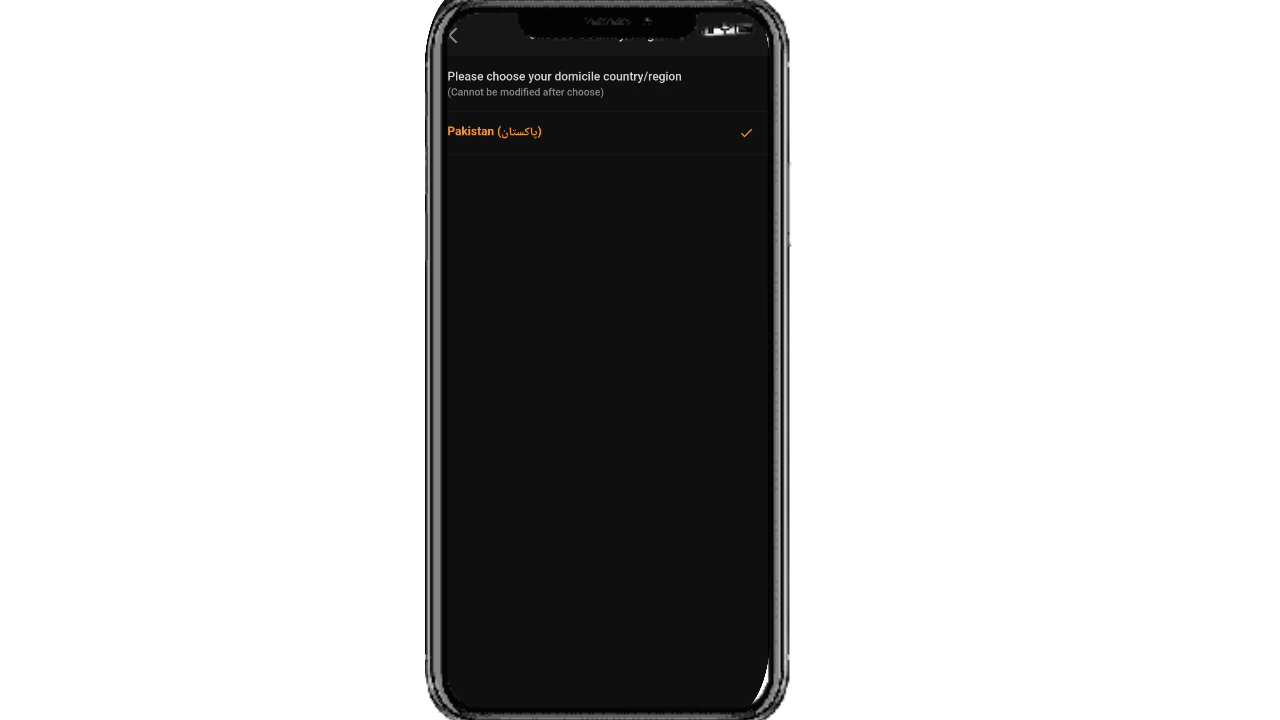 Please choose your domicile country/region
(Cannot be modified after choose)
Pakistan (پاکستان)